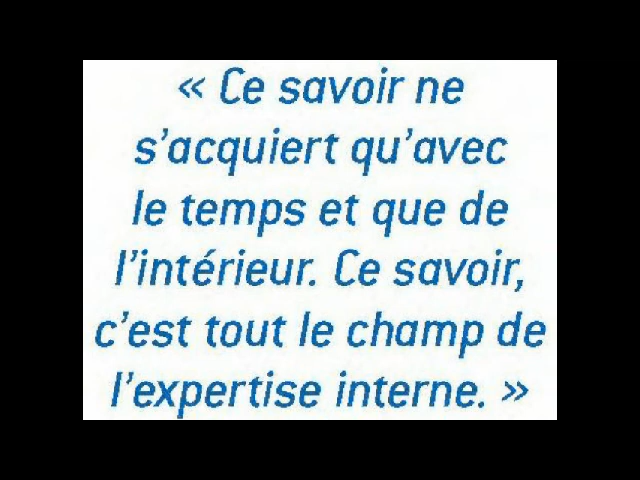 « Ce savoir ne
s’acquiert qu’avec
le temps et que de
l’intérieur. Ce savoir,
c’est tout le champ de
l’expertise interne. »